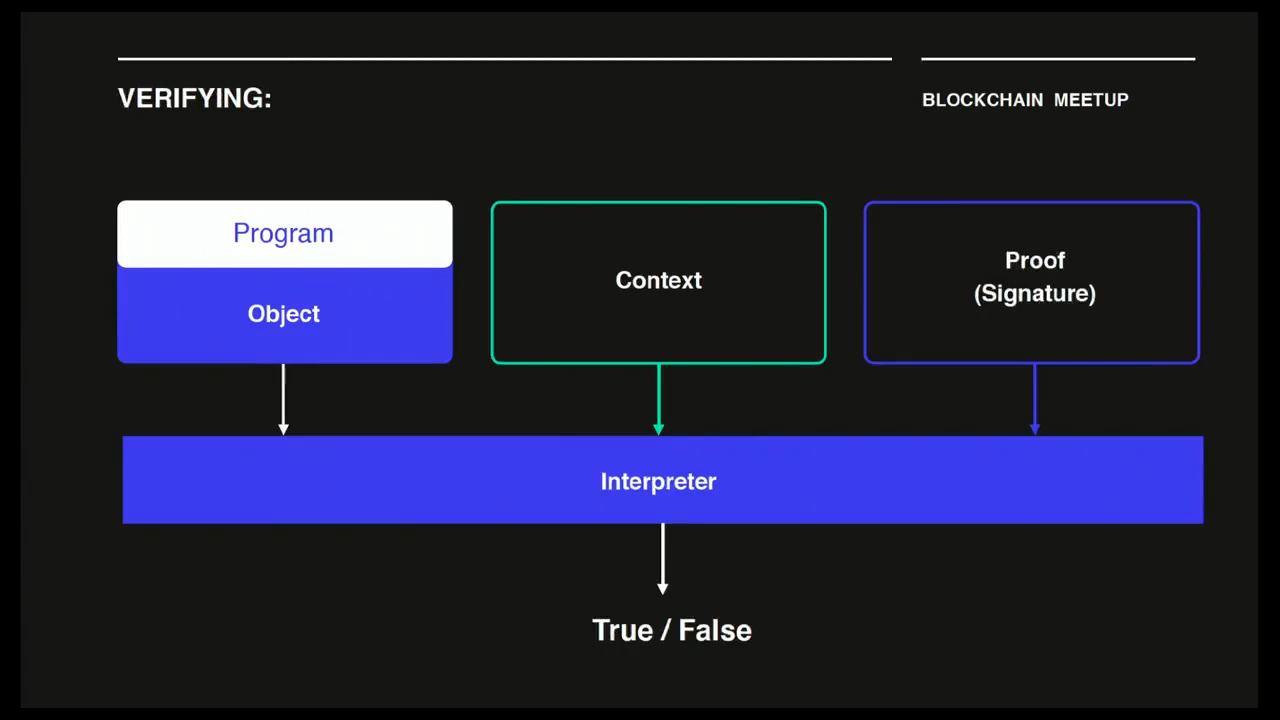 VERIFYING:
BLOCKCHAIN MEETUP
Program
Object
Context
Proof
(Signature)
Interpreter
True / False